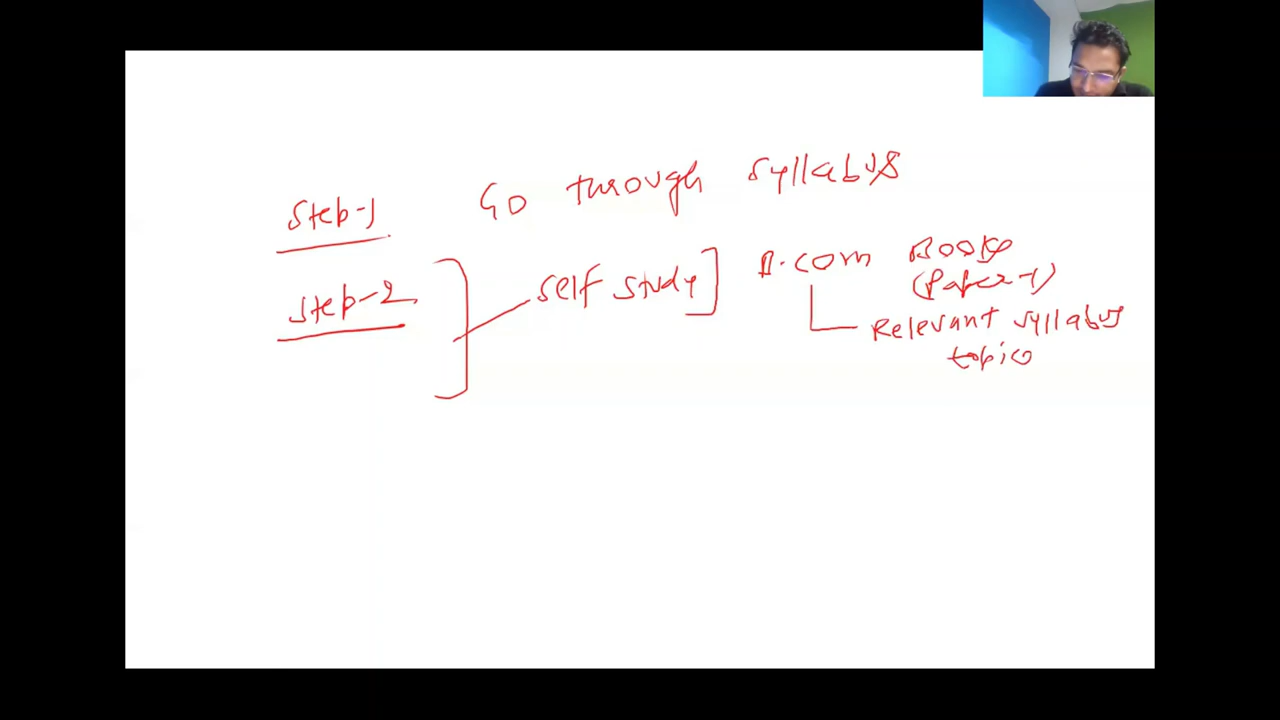 Step-1 Go through syllabus
Step-2 self study B.com Books
(Paper-1)
Relevant syllabus
topics